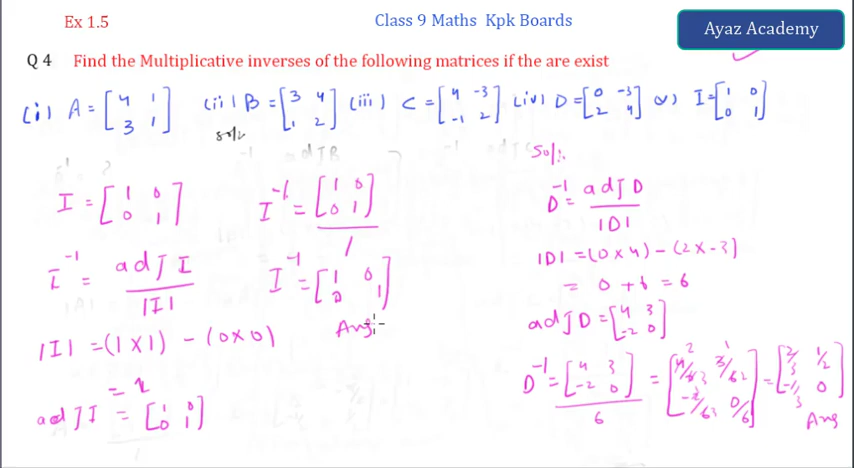 Ex 1.5
Class 9 Maths Kpk Boards
Ayaz Academy
Q 4 Find the Multiplicative inverses of the following matrices if the are exist
(i) A = [4 1; 3 1] (ii) B = [3 4; 1 2] (iii) C = [4 -3; -1 2] (iv) D = [0 -3; 2 4] (v) I = [1 0; 0 1]
Sol:
I = [1 0; 0 1]
I⁻¹ = adj I / |I|
|I| = (1 x 1) - (0 x 0)
= 1
adj I = [1 0; 0 1]
I⁻¹ = [1 0; 0 1] / 1
I⁻¹ = [1 0; 0 1]
Ans:-
Sol:
D⁻¹ = adj D / |D|
|D| = (0 x 4) - (2 x -3)
= 0 + 6 = 6
adj D = [4 3; -2 0]
D⁻¹ = [4 3; -2 0] / 6 = [4/6 3/6; -2/6 0/6] = [2/3 1/2; -1/3 0]
Ans